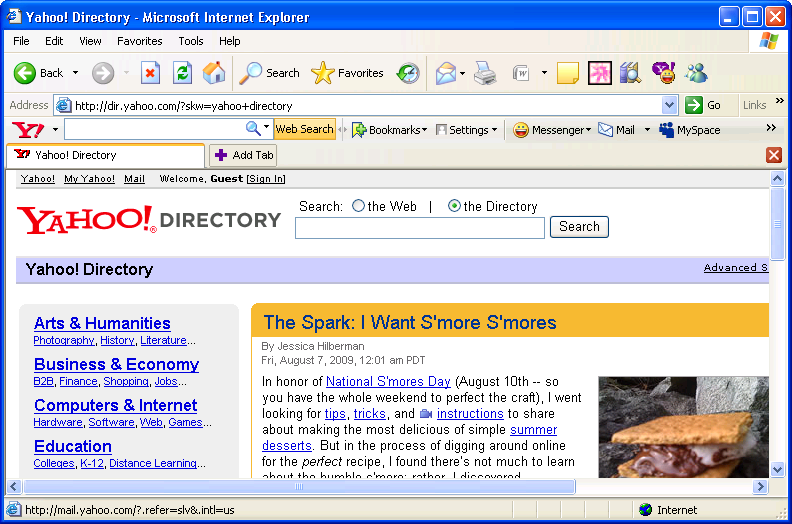 Yahoo! Directory - Microsoft Internet Explorer
File Edit View Favorites Tools Help
Back Search Favorites
Address http://dir.yahoo.com/?skw=yahoo+directory Go Links »
Y! Web Search Bookmarks Settings Messenger Mail MySpace »
Yahoo! Directory Add Tab
Yahoo! My Yahoo! Mail Welcome, Guest [Sign In]
YAHOO!® DIRECTORY
Search: the Web | the Directory
Search
Yahoo! Directory Advanced S
Arts & Humanities
Photography, History, Literature...
Business & Economy
B2B, Finance, Shopping, Jobs...
Computers & Internet
Hardware, Software, Web, Games...
Education
Colleges, K-12, Distance Learning...
The Spark: I Want S'more S'mores
By Jessica Hilberman
Fri, August 7, 2009, 12:01 am PDT
In honor of National S'mores Day (August 10th -- so
you have the whole weekend to perfect the craft), I went
looking for tips, tricks, and instructions to share
about making the most delicious of simple summer
desserts. But in the process of digging around online
for the perfect recipe, I found there's not much to learn
about the humble s'more; rather, I discovered
http://mail.yahoo.com/?.refer=slv&.intl=us Internet